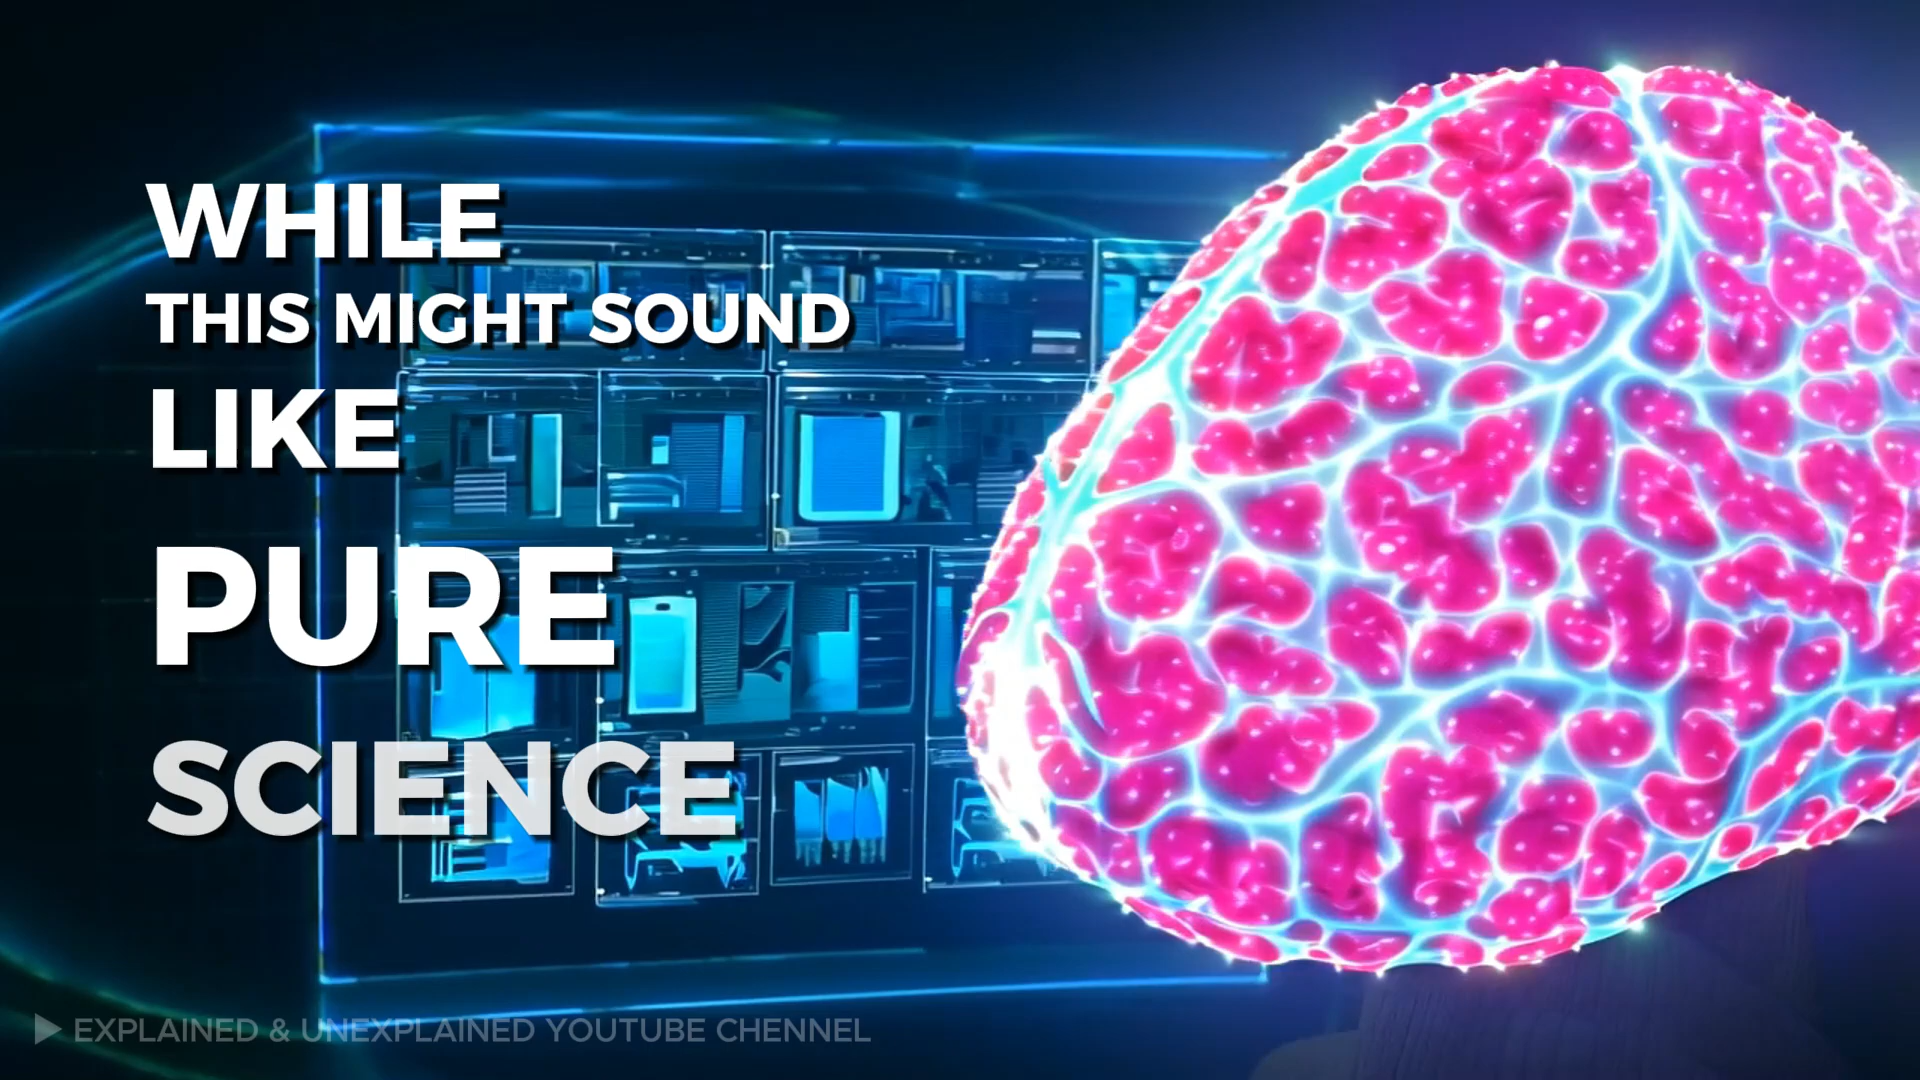 WHILE
THIS MIGHT SOUND
LIKE
PURE
SCIENCE
EXPLAINED & UNEXPLAINED YOUTUBE CHENNEL